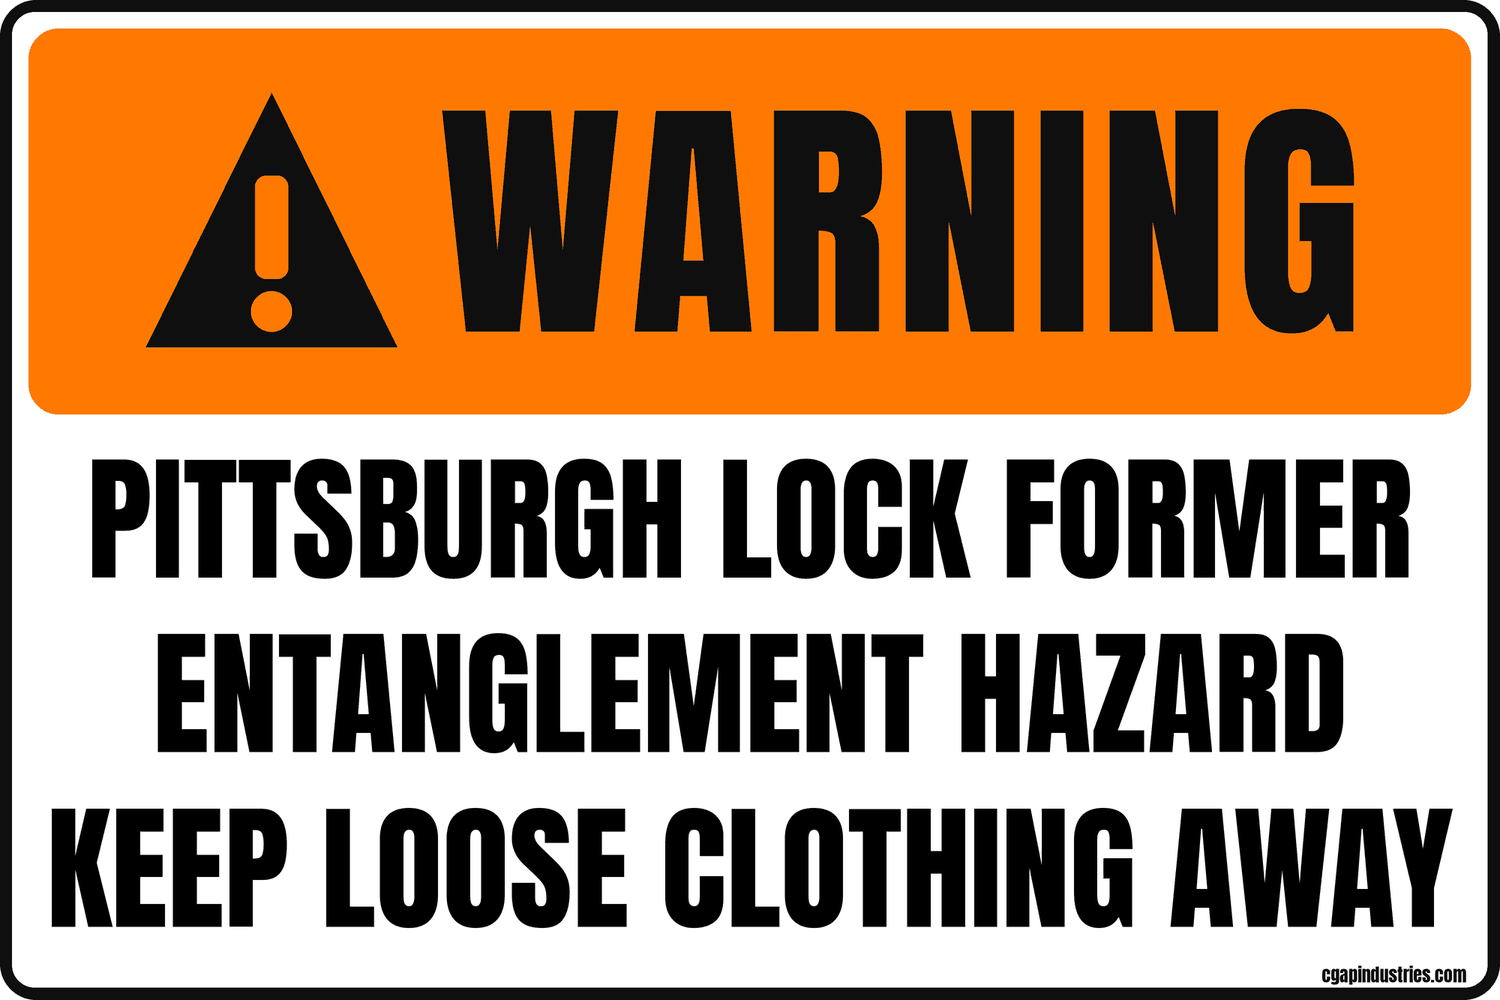 WARNING
PITTSBURGH LOCK FORMER
ENTANGLEMENT HAZARD
KEEP LOOSE CLOTHING AWAY
cgapindustries.com